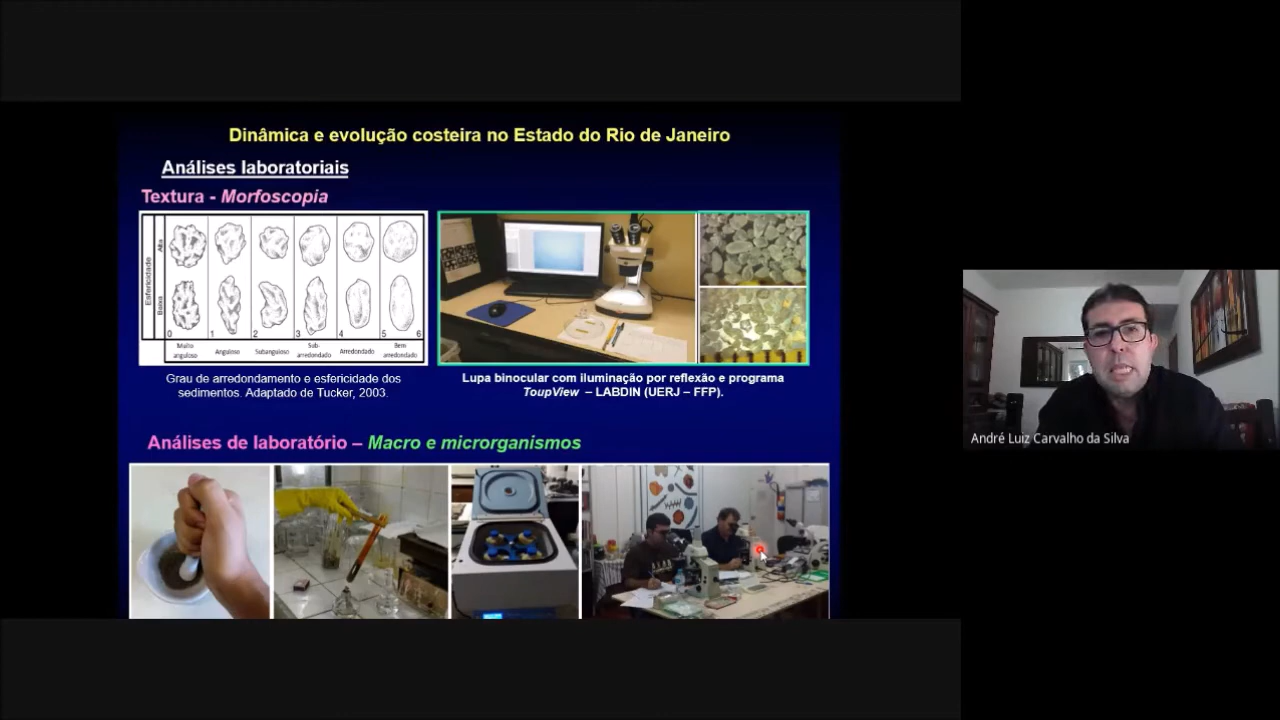 Dinâmica e evolução costeira no Estado do Rio de Janeiro
Análises laboratoriais
Textura - Morfoscopia
Esfericidade
Alta
Baixa
0 1 2 3 4 5 6
Muito anguloso
Anguloso
Subanguloso
Sub-arredondado
Arredondado
Bem arredondado
Grau de arredondamento e esfericidade dos
sedimentos. Adaptado de Tucker, 2003.
Lupa binocular com iluminação por reflexão e programa
ToupView – LABDIN (UERJ – FFP).
Análises de laboratório – Macro e microrganismos
André Luiz Carvalho da Silva